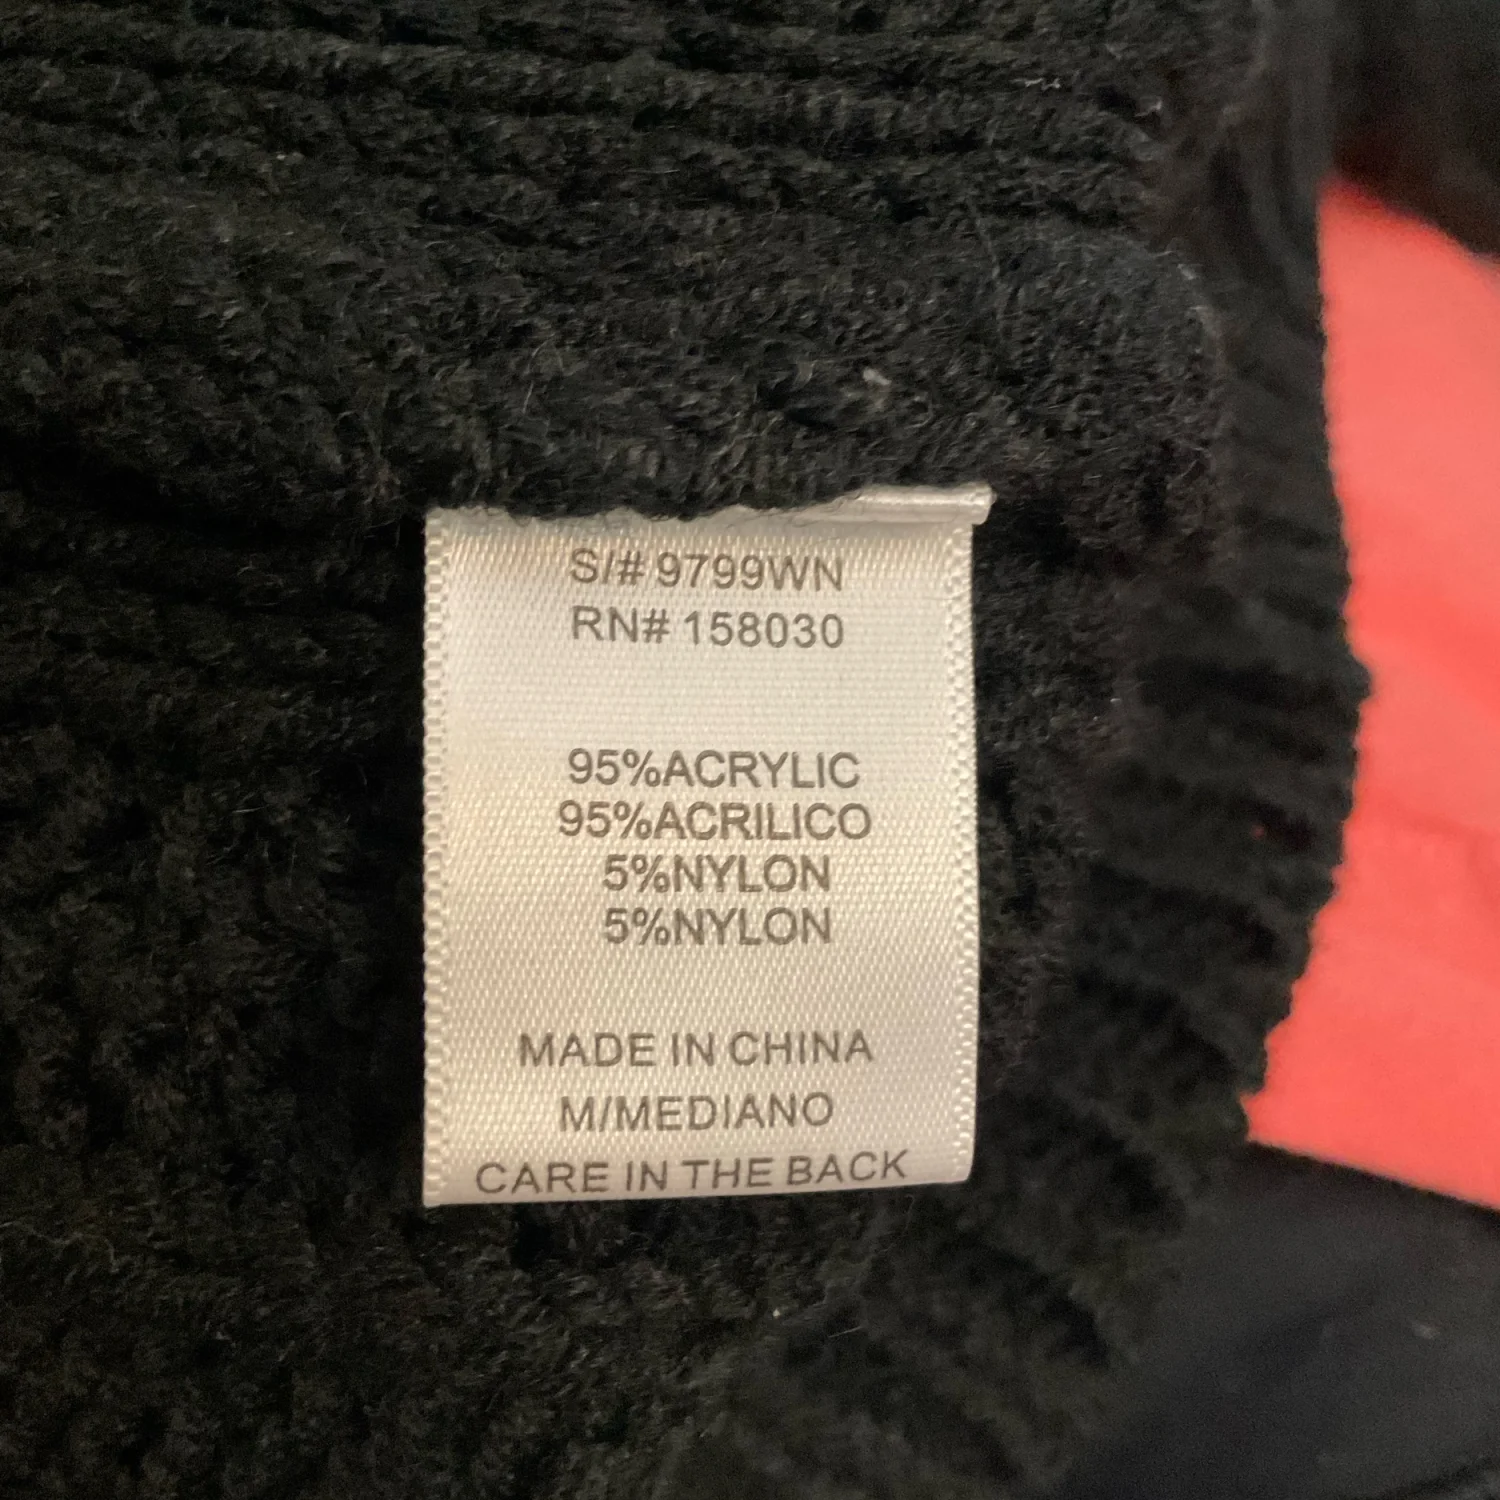 S/# 9799WN
RN# 158030
95%ACRYLIC
95%ACRILICO
5%NYLON
5%NYLON
MADE IN CHINA
M/MEDIANO
CARE IN THE BACK